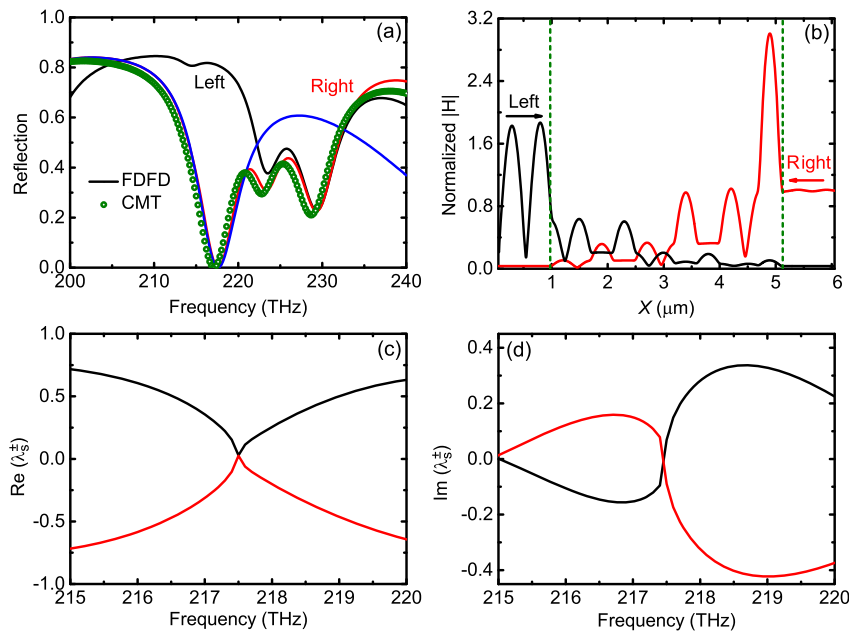 (a)
Left
Right
FDFD
CMT
Reflection
1.0
0.8
0.6
0.4
0.2
0.0
200 210 220 230 240
Frequency (THz)
(b)
Left
Right
Normalized |H|
3.2
2.4
1.6
0.8
0.0
1 2 3 4 5 6
X (μm)
(c)
Re (λs±)
1.0
0.5
0.0
-0.5
-1.0
215 216 217 218 219 220
Frequency (THz)
(d)
Im (λs±)
0.4
0.2
0.0
-0.2
-0.4
215 216 217 218 219 220
Frequency (THz)